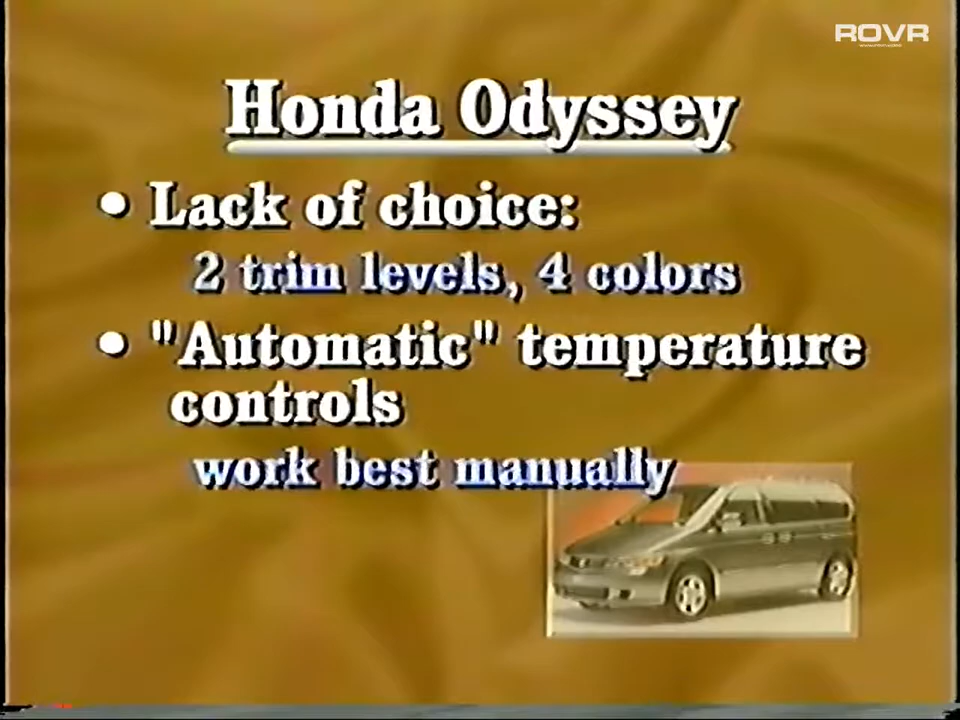 ROVR
Honda Odyssey
• Lack of choice:
2 trim levels, 4 colors
• "Automatic" temperature
controls
work best manually